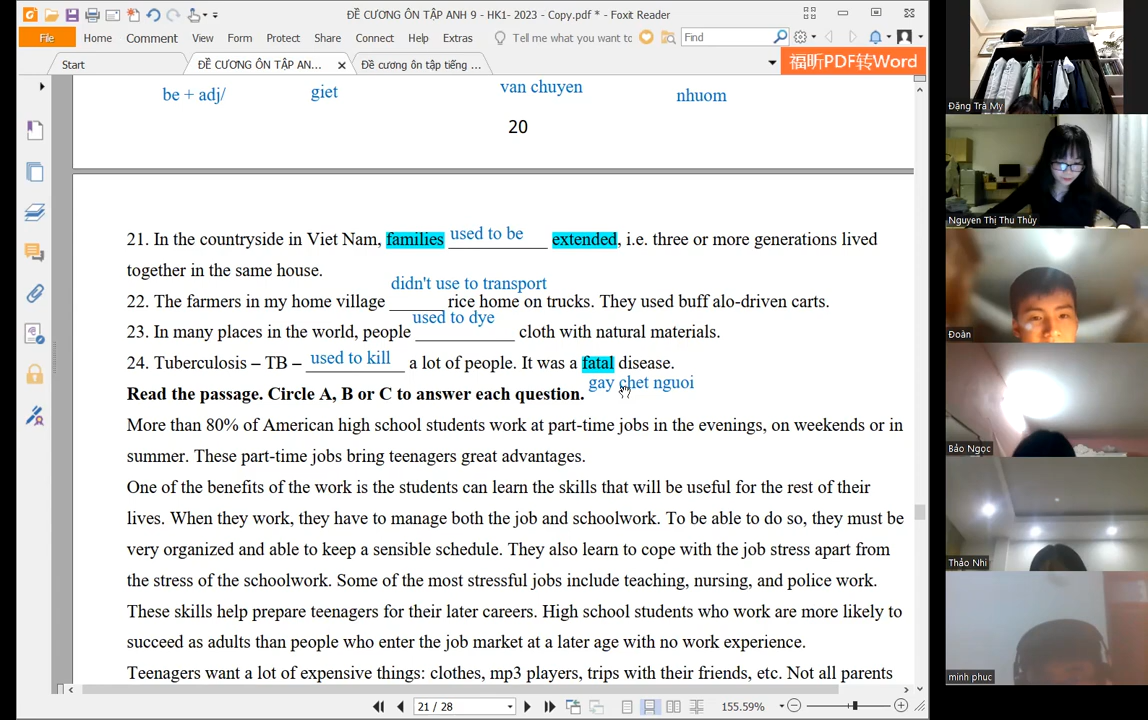 ĐỀ CƯƠNG ÔN TẬP ANH 9 - HK1- 2023 - Copy.pdf * - Foxit Reader
File Home Comment View Form Protect Share Connect Help Extras Tell me what you want to Find
Start ĐỀ CƯƠNG ÔN TẬP AN... Đề cương ôn tập tiếng ... 福昕PDF转Word
be + adj/ giet van chuyen nhuom
20
used to be
21. In the countryside in Viet Nam, families __________ extended, i.e. three or more generations lived
together in the same house.
didn't use to transport
22. The farmers in my home village ______ rice home on trucks. They used buff alo-driven carts.
used to dye
23. In many places in the world, people __________ cloth with natural materials.
used to kill
24. Tuberculosis – TB – __________ a lot of people. It was a fatal disease.
gay chet nguoi
Read the passage. Circle A, B or C to answer each question.
More than 80% of American high school students work at part-time jobs in the evenings, on weekends or in
summer. These part-time jobs bring teenagers great advantages.
One of the benefits of the work is the students can learn the skills that will be useful for the rest of their
lives. When they work, they have to manage both the job and schoolwork. To be able to do so, they must be
very organized and able to keep a sensible schedule. They also learn to cope with the job stress apart from
the stress of the schoolwork. Some of the most stressful jobs include teaching, nursing, and police work.
These skills help prepare teenagers for their later careers. High school students who work are more likely to
succeed as adults than people who enter the job market at a later age with no work experience.
Teenagers want a lot of expensive things: clothes, mp3 players, trips with their friends, etc. Not all parents
21 / 28 155.59%
Đặng Trà My
Nguyen Thi Thu Thủy
Đoàn
Bảo Ngọc
Thảo Nhi
minh phuc